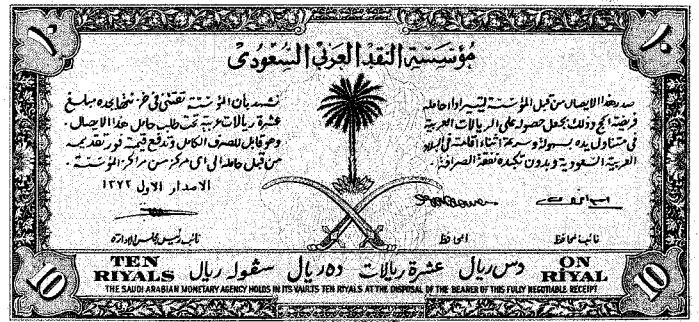 ١٠ ١٠
مؤسسة النقد العربي السعودي
صدر هذا الايصال من قبل المؤسسة لتيسير اداء حامله
فريضة الحج وذلك بجعل حصوله على الريالات العربية
في متناول يده بسهولة وسرعة اثناء اقامته في البلاد
العربية السعودية وبدون تكبده نفقة الصرافة.
نشهد بان المؤسسة تقتني في خزائنها بجده مبلغ
عشرة ريالات عربية تحت طلب حامل هذا الايصال.
وهو قابل للصرف الكامل وتدفع قيمته فور تقديمه
من قبل حامله الى اي مركز من مراكز المؤسسة.
الاصدار الاول ١٣٧٢
نائب محافظ
المحافظ
نائب رئيس مجلس الادارة
10 TEN RIYALS دس ريال عشرة ريالات ده ريال سڤوله ريال ON RIYAL 10
THE SAUDI ARABIAN MONETARY AGENCY HOLDS IN ITS VAULTS TEN RIYALS AT THE DISPOSAL OF THE BEARER OF THIS FULLY NEGOTIABLE RECEIPT